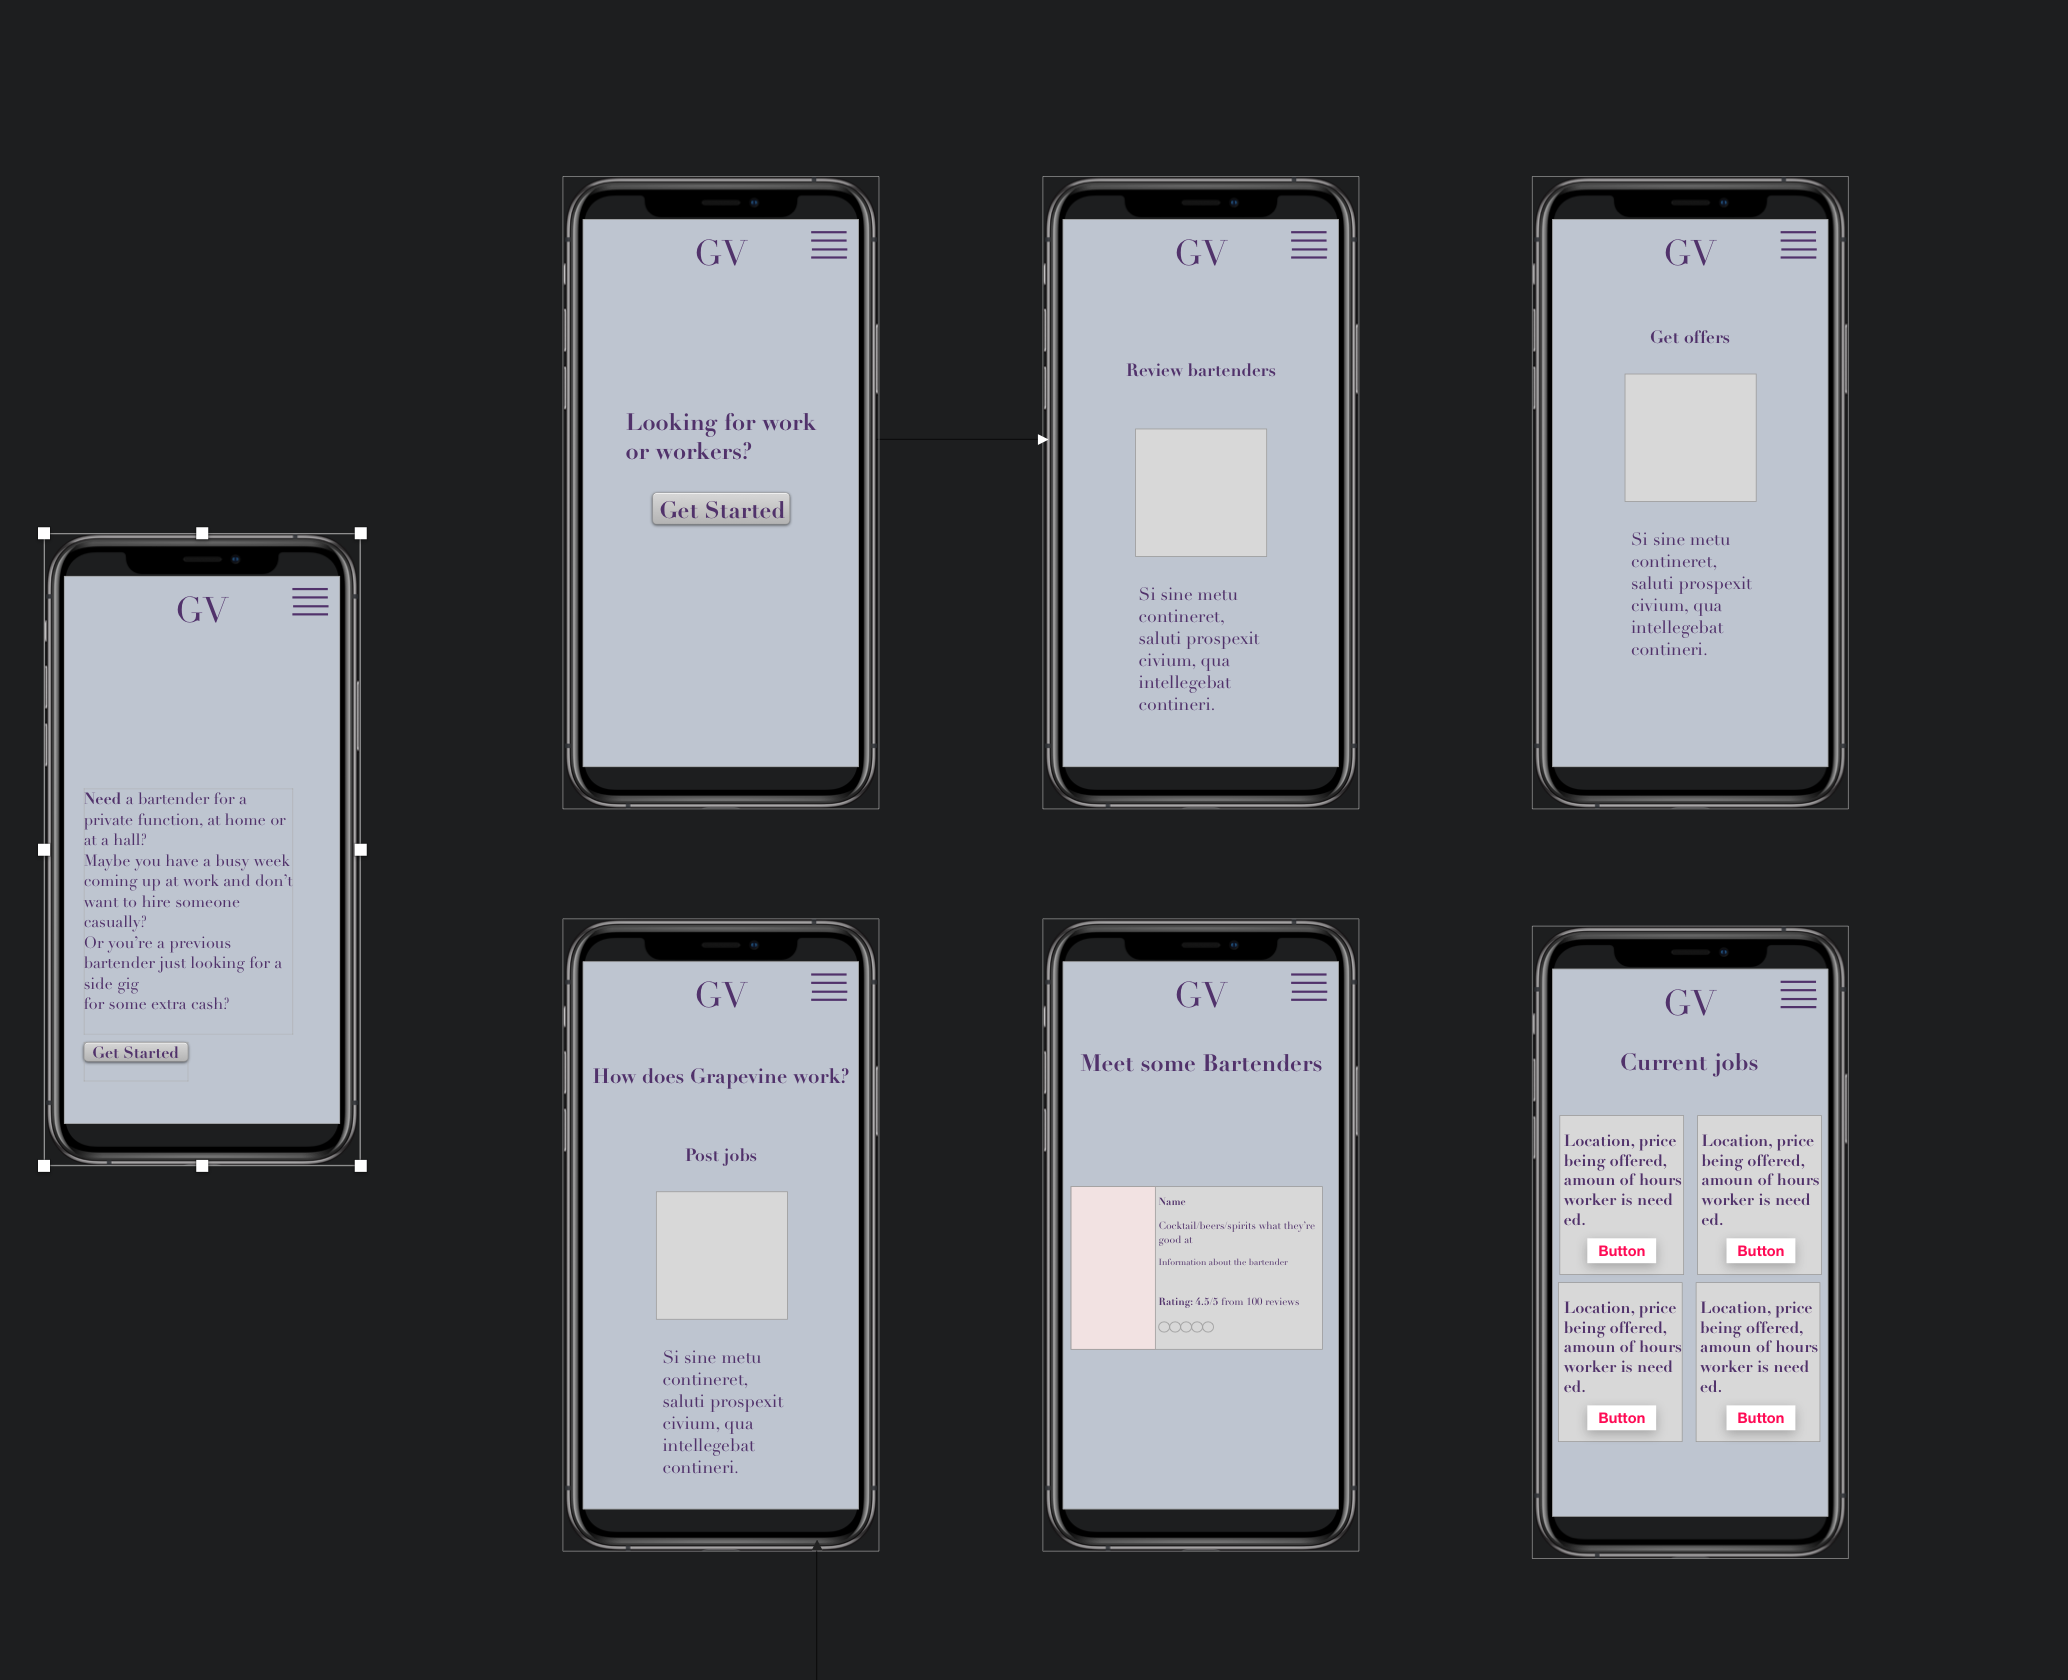 GV
Need a bartender for a
private function, at home or
at a hall?
Maybe you have a busy week
coming up at work and don't
want to hire someone
casually?
Or you're a previous
bartender just looking for a
side gig
for some extra cash?
Get Started
GV
Looking for work
or workers?
Get Started
GV
Review bartenders
Si sine metu
contineret,
saluti prospexit
civium, qua
intellegebat
contineri.
GV
Get offers
Si sine metu
contineret,
saluti prospexit
civium, qua
intellegebat
contineri.
GV
How does Grapevine work?
Post jobs
Si sine metu
contineret,
saluti prospexit
civium, qua
intellegebat
contineri.
GV
Meet some Bartenders
Name
Cocktail/beers/spirits what they're
good at
Information about the bartender
Rating: 4.5/5 from 100 reviews
GV
Current jobs
Location, price
being offered,
amoun of hours
worker is need
ed.
Button
Location, price
being offered,
amoun of hours
worker is need
ed.
Button
Location, price
being offered,
amoun of hours
worker is need
ed.
Button
Location, price
being offered,
amoun of hours
worker is need
ed.
Button